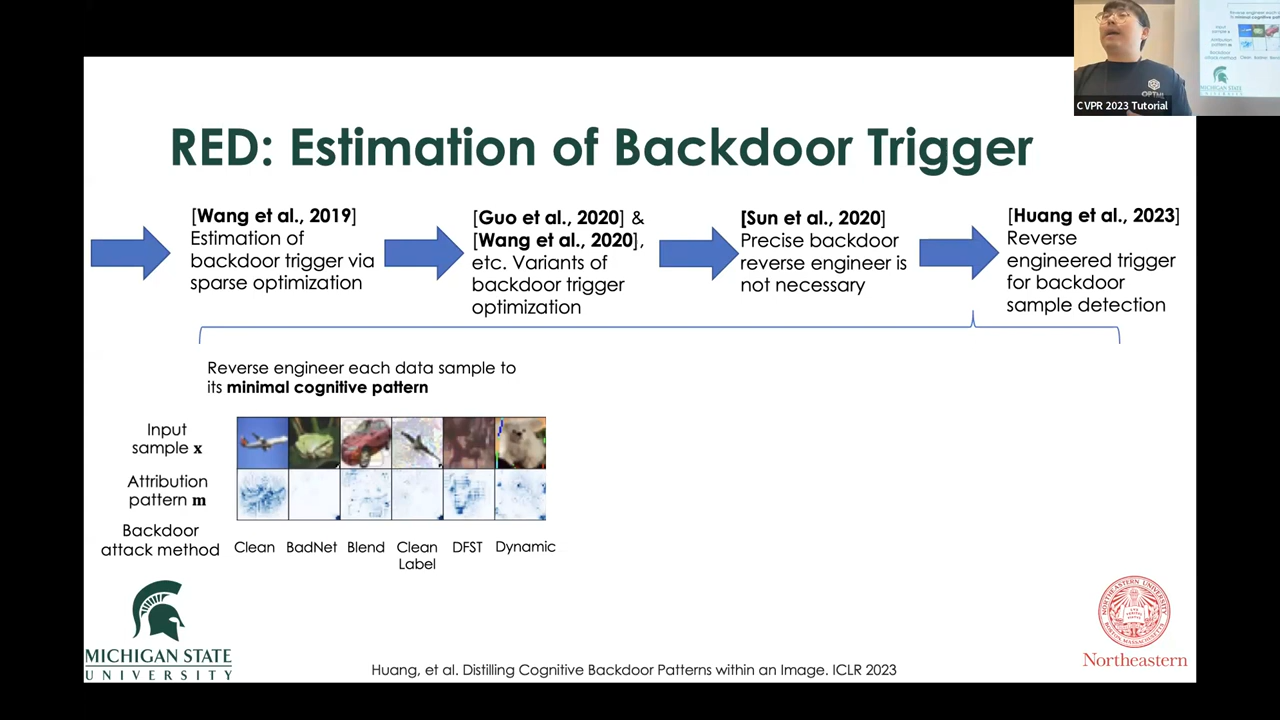 RED: Estimation of Backdoor Trigger
[Wang et al., 2019]
Estimation of
backdoor trigger via
sparse optimization
[Guo et al., 2020] &
[Wang et al., 2020],
etc. Variants of
backdoor trigger
optimization
[Sun et al., 2020]
Precise backdoor
reverse engineer is
not necessary
[Huang et al., 2023]
Reverse
engineered trigger
for backdoor
sample detection
Reverse engineer each data sample to
its minimal cognitive pattern
Input
sample x
Attribution
pattern m
Backdoor
attack method
Clean BadNet Blend Clean Label DFST Dynamic
MICHIGAN STATE
UNIVERSITY
Huang, et al. Distilling Cognitive Backdoor Patterns within an Image. ICLR 2023
Northeastern
CVPR 2023 Tutorial